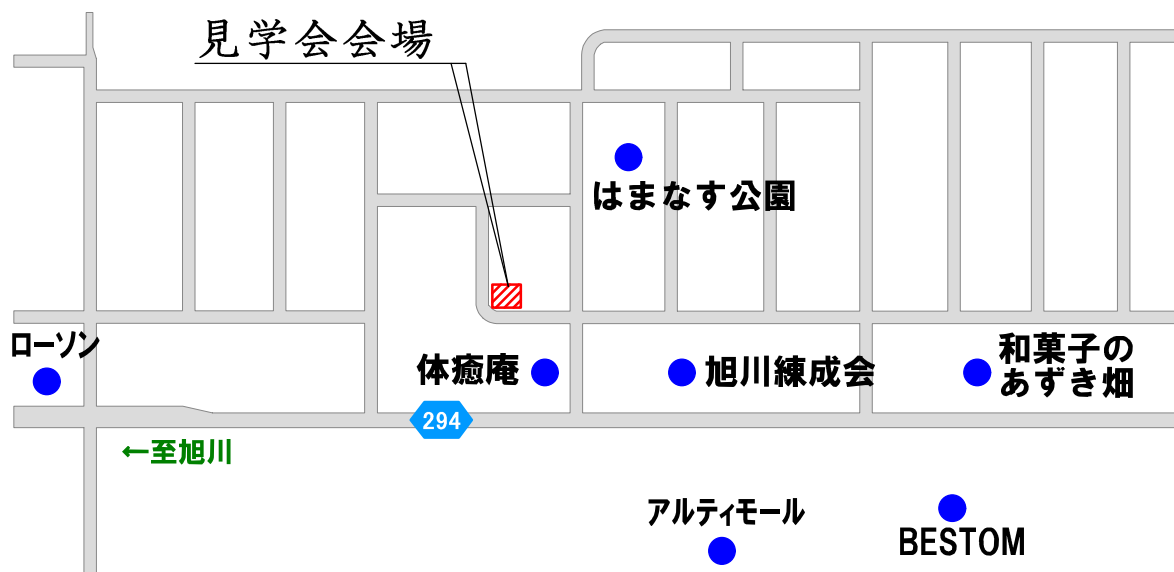 見学会会場
はまなす公園
ローソン
体癒庵
旭川練成会
和菓子の
あずき畑
294
←至旭川
アルティモール
BESTOM